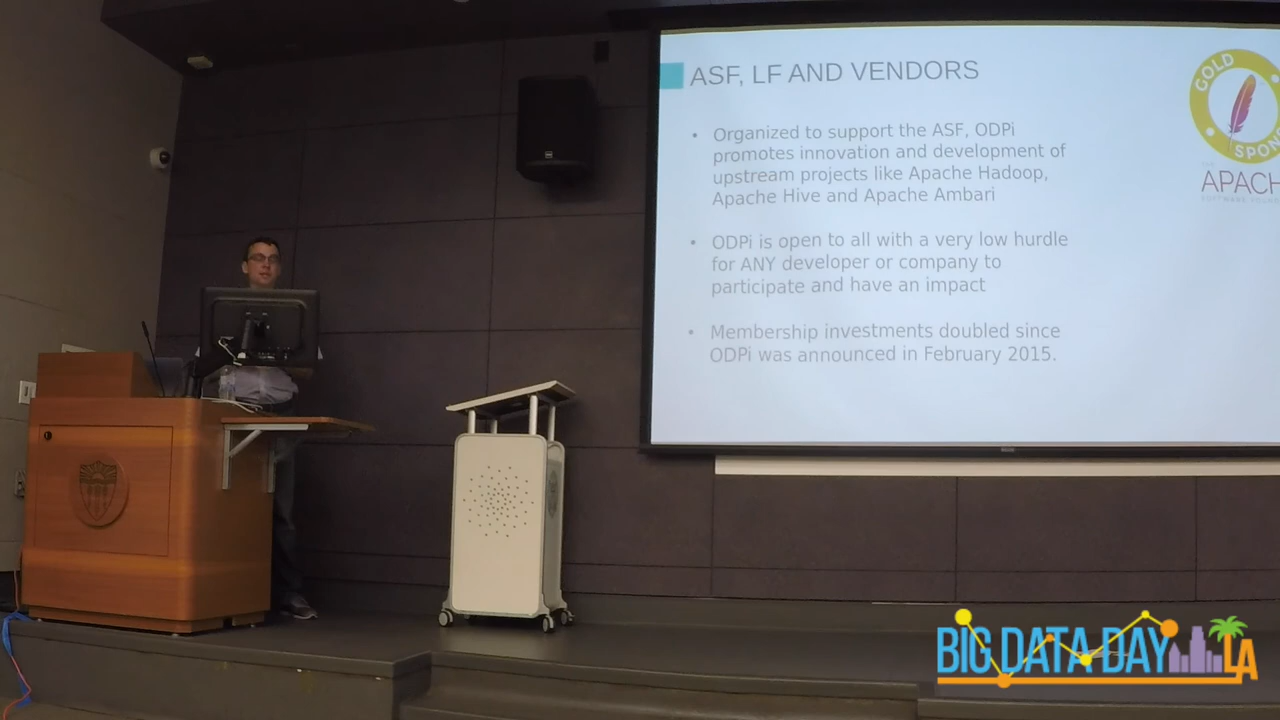 ASF, LF AND VENDORS
• Organized to support the ASF, ODPi
promotes innovation and development of
upstream projects like Apache Hadoop,
Apache Hive and Apache Ambari
• ODPi is open to all with a very low hurdle
for ANY developer or company to
participate and have an impact
• Membership investments doubled since
ODPi was announced in February 2015.
GOLD
SPONS
THE
APACH
BIG DATA DAY LA